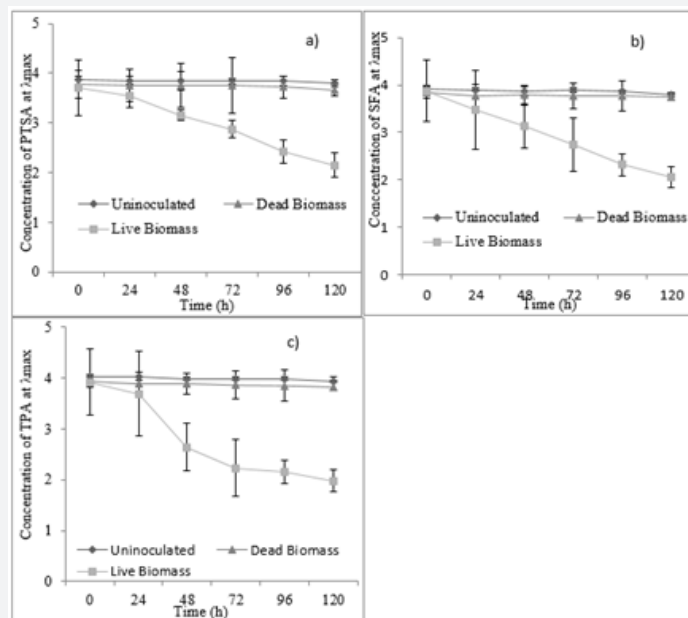 a)
Concentration of PTSA at λmax
5
4
3
2
1
0
Uninoculated
Dead Biomass
Live Biomass
0 24 48 72 96 120
Time (h)
b)
Conccentration of SFA at λmax
5
4
3
2
1
0
Uninoculated
Dead Biomass
Live Biomass
0 24 48 72 96 120
Time (h)
c)
Concentration of TPA at λmax
5
4
3
2
1
0
Uninoculated
Dead Biomass
Live Biomass
0 24 48 72 96 120
Time (h)